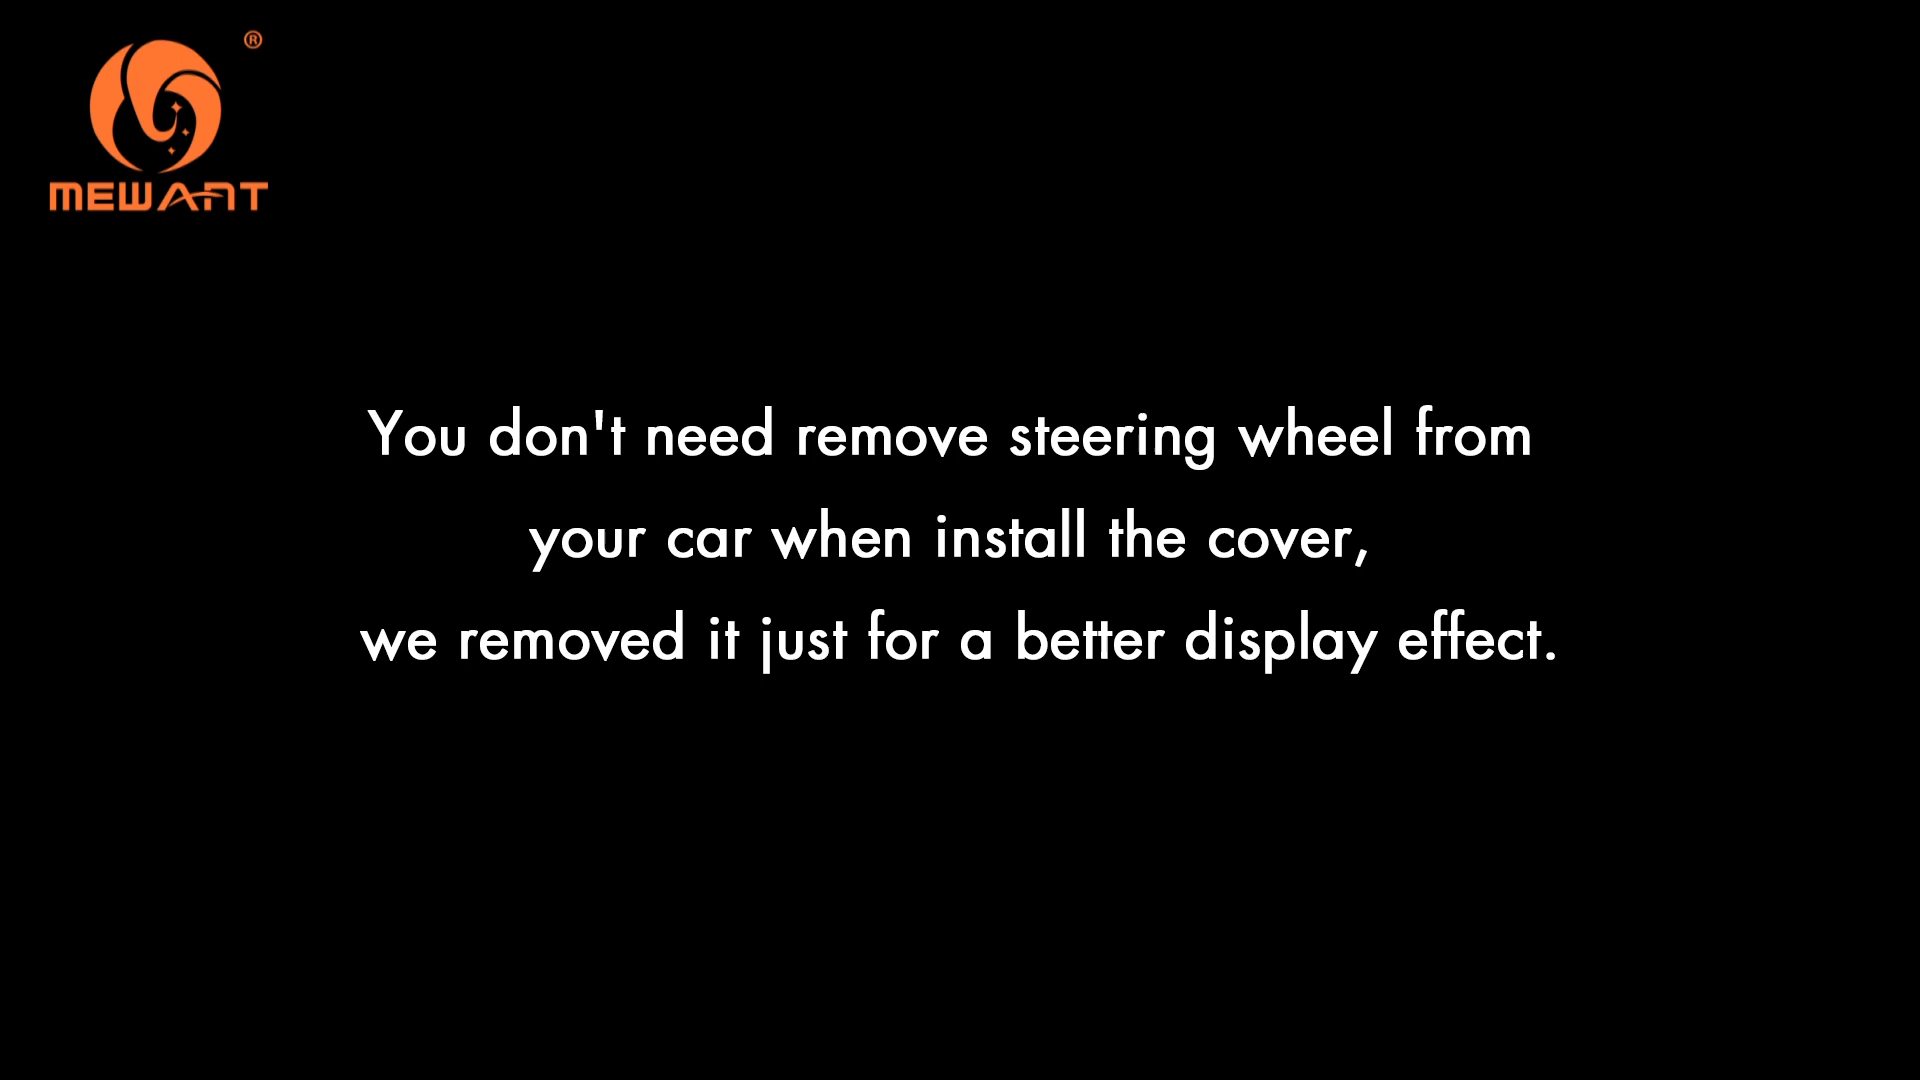 ®
MEWANT
You don't need remove steering wheel from
your car when install the cover,
we removed it just for a better display effect.